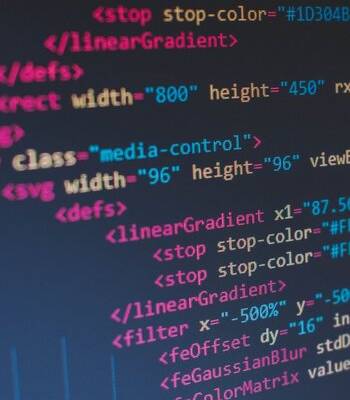 <stop stop-color="#1D304B
</linearGradient>
</defs>
<rect width="800" height="450" rx
g>
class="media-control">
<svg width="96" height="96" viewB
<defs>
<linearGradient x1="87.5
<stop stop-color="#F
<stop stop-color="#F
</linearGradient>
<filter x="-500%" y="-50
<feOffset dy="16" in
<feGaussianBlur stdD
feColorMatrix value